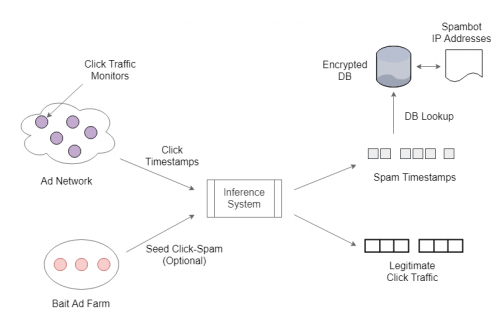 Spambot
IP Addresses
Click Traffic
Monitors
Encrypted
DB
DB Lookup
Click
Timestamps
Ad Network
Inference
System
Spam Timestamps
Seed Click-Spam
(Optional)
Legitimate
Click Traffic
Bait Ad Farm